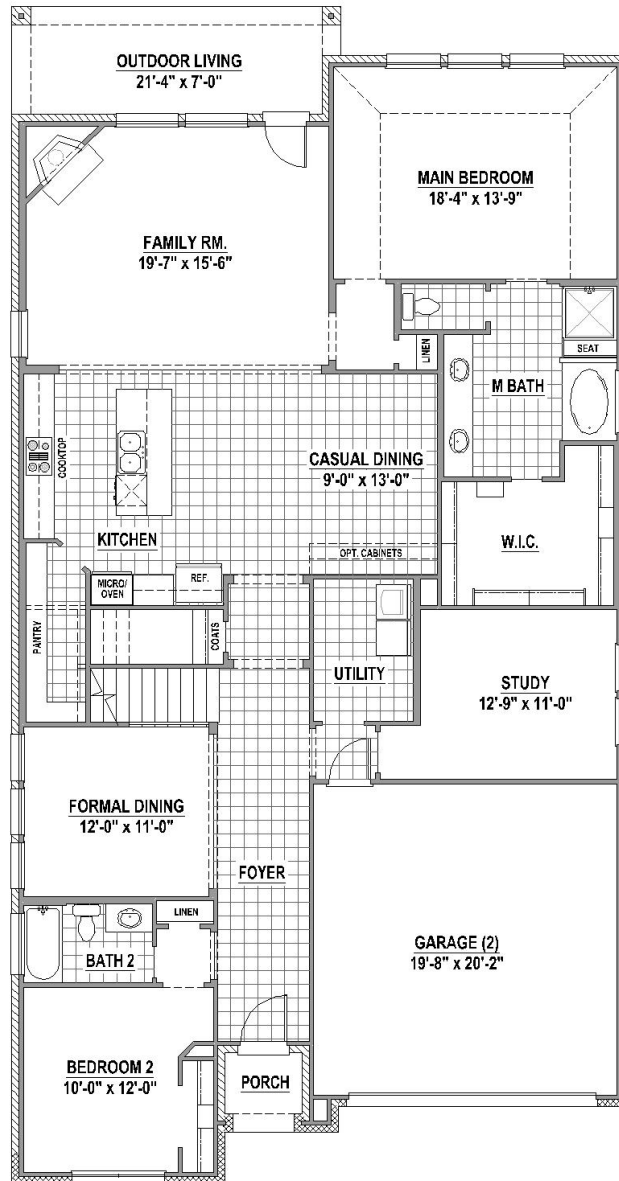 OUTDOOR LIVING
21'-4" x 7'-0"
MAIN BEDROOM
18'-4" x 13'-9"
FAMILY RM.
19'-7" x 15'-6"
LINEN
SEAT
M BATH
COOKTOP
CASUAL DINING
9'-0" x 13'-0"
KITCHEN
OPT. CABINETS
W.I.C.
MICRO/
OVEN
REF.
PANTRY
COATS
UTILITY
STUDY
12'-9" x 11'-0"
FORMAL DINING
12'-0" x 11'-0"
FOYER
LINEN
BATH 2
GARAGE (2)
19'-8" x 20'-2"
BEDROOM 2
10'-0" x 12'-0"
PORCH